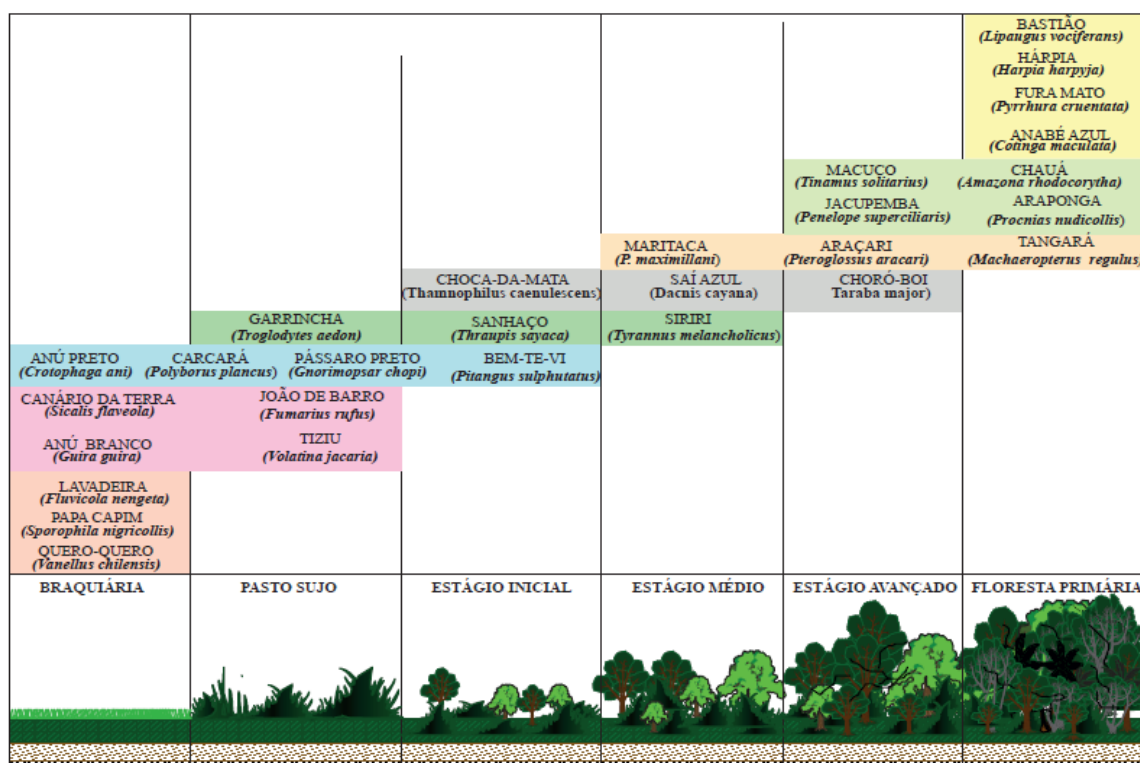 BASTIÃO
(Lipaugus vociferans)
HÁRPIA
(Harpia harpyja)
FURA MATO
(Pyrrhura cruentata)
ANABÉ AZUL
(Cotinga maculata)
MACUCO CHAUÁ
(Tinamus solitarius) (Amazona rhodocorytha)
JACUPEMBA ARAPONGA
(Penelope superciliaris) (Procnias nudicollis)
MARITACA ARAÇARI TANGARÁ
(P. maximillani) (Pteroglossus aracari) (Machaeropterus regulus)
CHOCA-DA-MATA SAÍ AZUL CHORÓ-BOI
(Thamnophilus caenulescens) (Dacnis cayana) Taraba major)
GARRINCHA SANHAÇO SIRIRI
(Troglodytes aedon) (Thraupis sayaca) (Tyrannus melancholicus)
ANÚ PRETO CARCARÁ PÁSSARO PRETO BEM-TE-VI
(Crotophaga ani) (Polyborus plancus) (Gnorimopsar chopi) (Pitangus sulphutatus)
CANÁRIO DA TERRA JOÃO DE BARRO
(Sicalis flaveola) (Fumarius rufus)
ANÚ BRANCO TIZIU
(Guira guira) (Volatina jacaria)
LAVADEIRA
(Fluvicola nengeta)
PAPA CAPIM
(Sporophila nigricollis)
QUERO-QUERO
(Vanellus chilensis)
BRAQUIÁRIA PASTO SUJO ESTÁGIO INICIAL ESTÁGIO MÉDIO ESTÁGIO AVANÇADO FLORESTA PRIMÁRIA